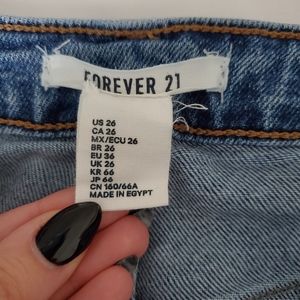 FOREVER 21
US 26
CA 26
MX/ECU 26
BR 26
EU 36
UK 26
KR 66
JP 66
CN 160/66A
MADE IN EGYPT